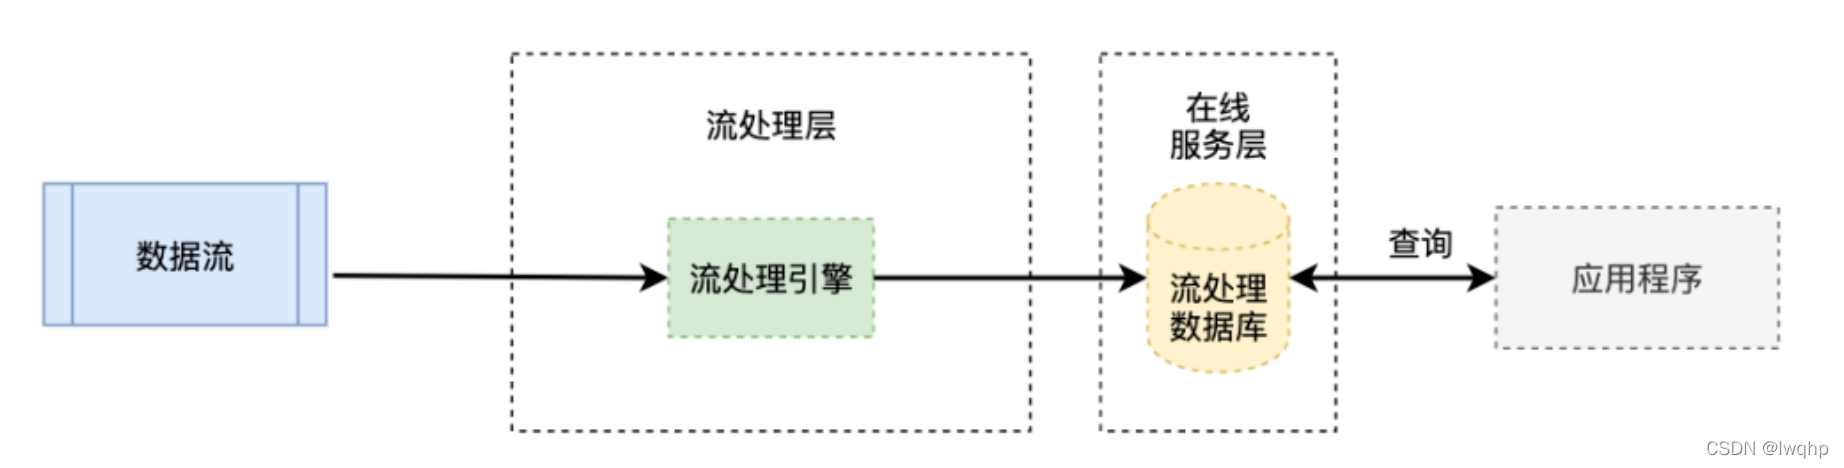 流处理层
在线
服务层
数据流
流处理引擎
流处理
数据库
查询
应用程序
CSDN @lwqhp